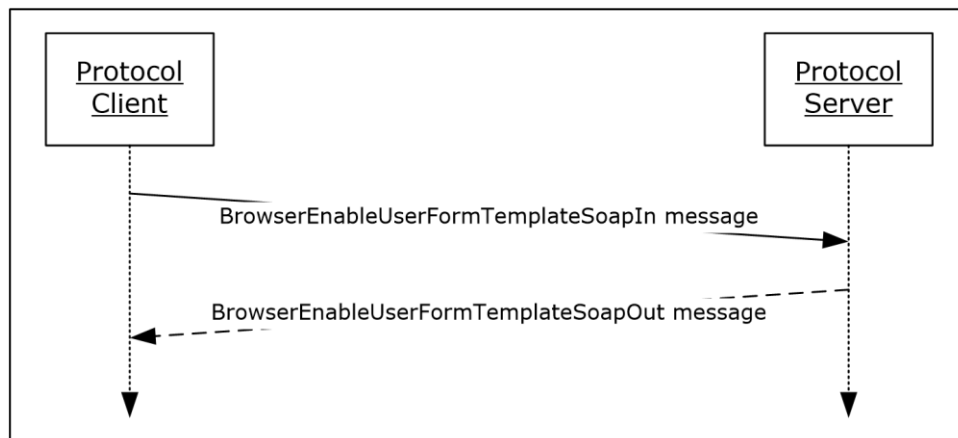 Protocol
Client
Protocol
Server
BrowserEnableUserFormTemplateSoapIn message
BrowserEnableUserFormTemplateSoapOut message